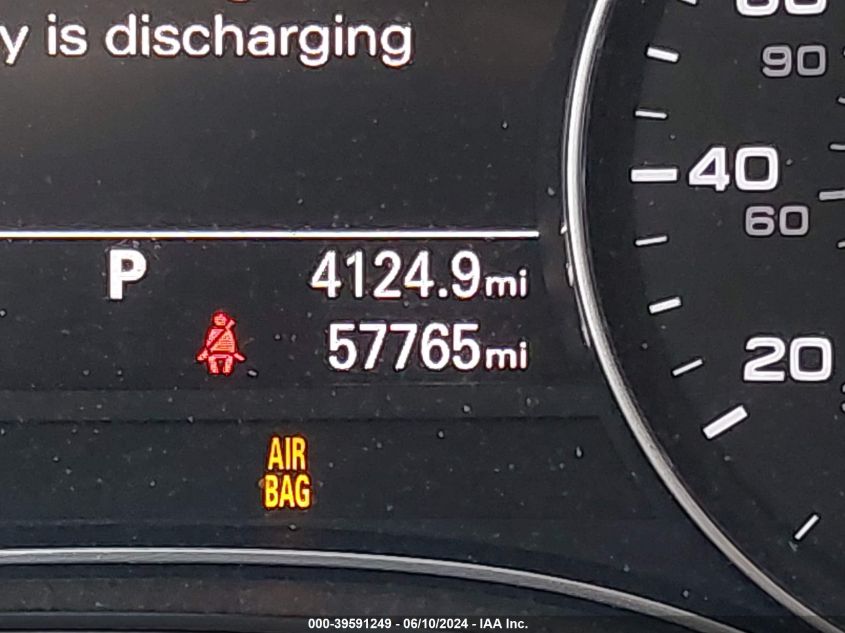 y is discharging
P 4124.9mi
57765mi
AIR
BAG
90
40
60
20
000-39591249 - 06/10/2024 - IAA Inc.